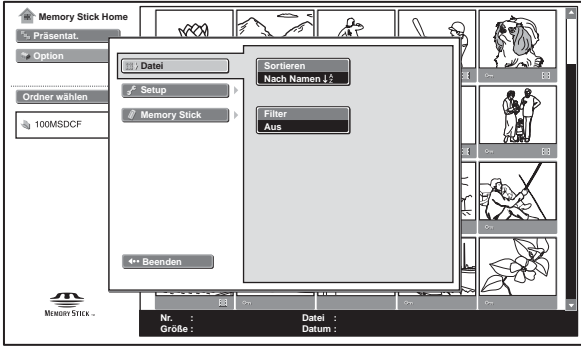 Memory Stick Home
Präsentat.
Option
Ordner wählen
100MSDCF
Datei
Setup
Memory Stick
Beenden
Sortieren
Nach Namen ↓A Z
Filter
Aus
MEMORY STICK ™
Nr. : Datei :
Größe : Datum :